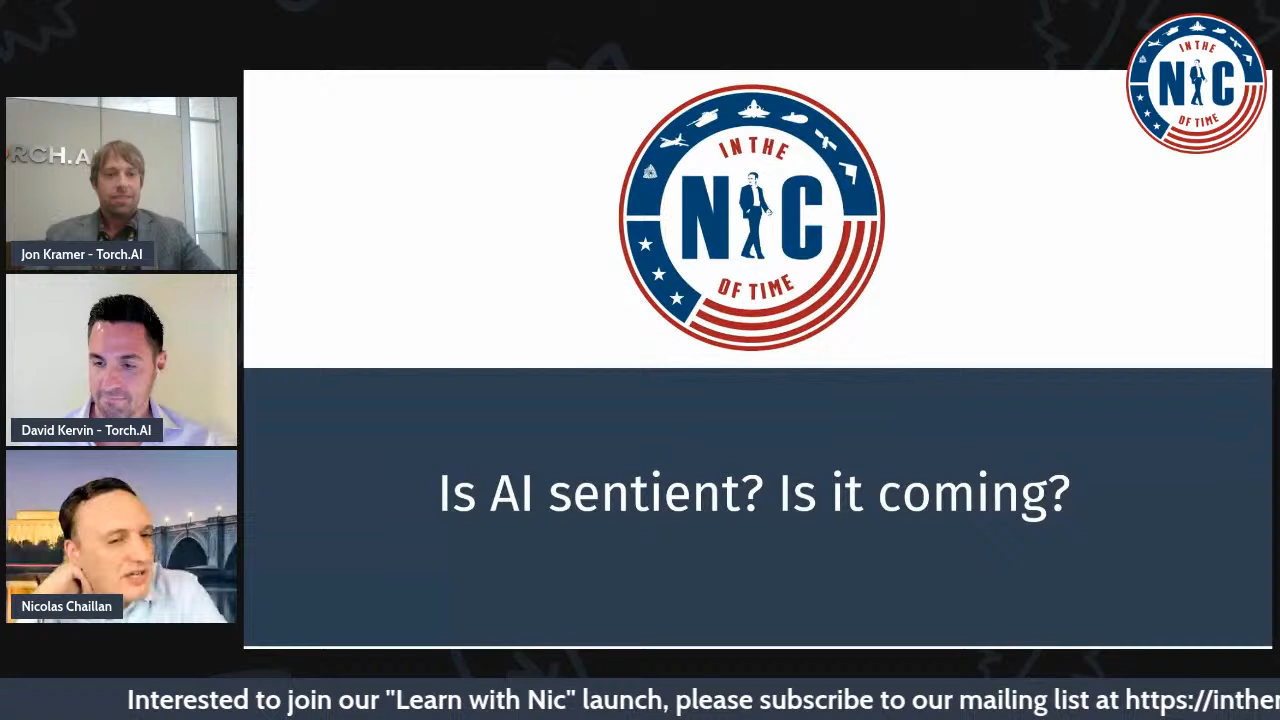 IN THE
NIC
OF TIME
RCH.A
Jon Kramer - Torch.AI
David Kervin - Torch.AI
Nicolas Chaillan
IN THE
NIC
OF TIME
Is AI sentient? Is it coming?
Interested to join our "Learn with Nic" launch, please subscribe to our mailing list at https://inther